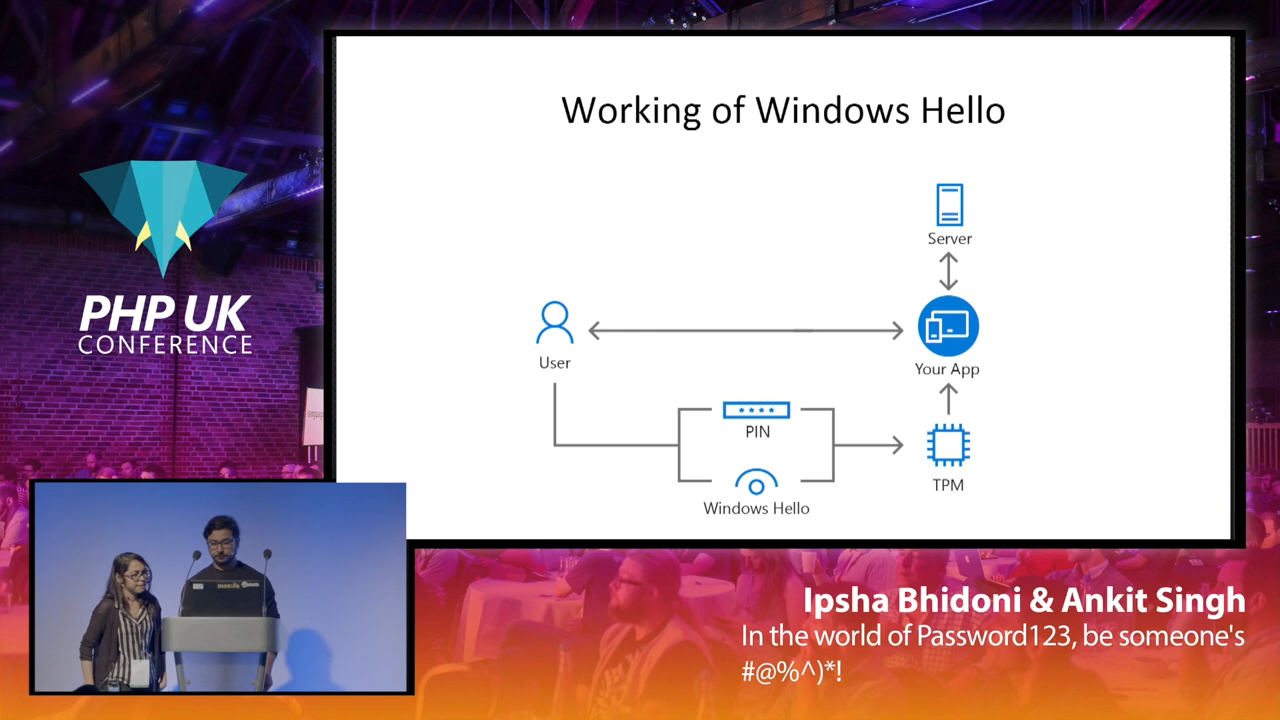 PHP UK
CONFERENCE
Working of Windows Hello
Server
User
Your App
****
PIN
Windows Hello
TPM
Ipsha Bhidoni & Ankit Singh
In the world of Password123, be someone's
#@%^)*!